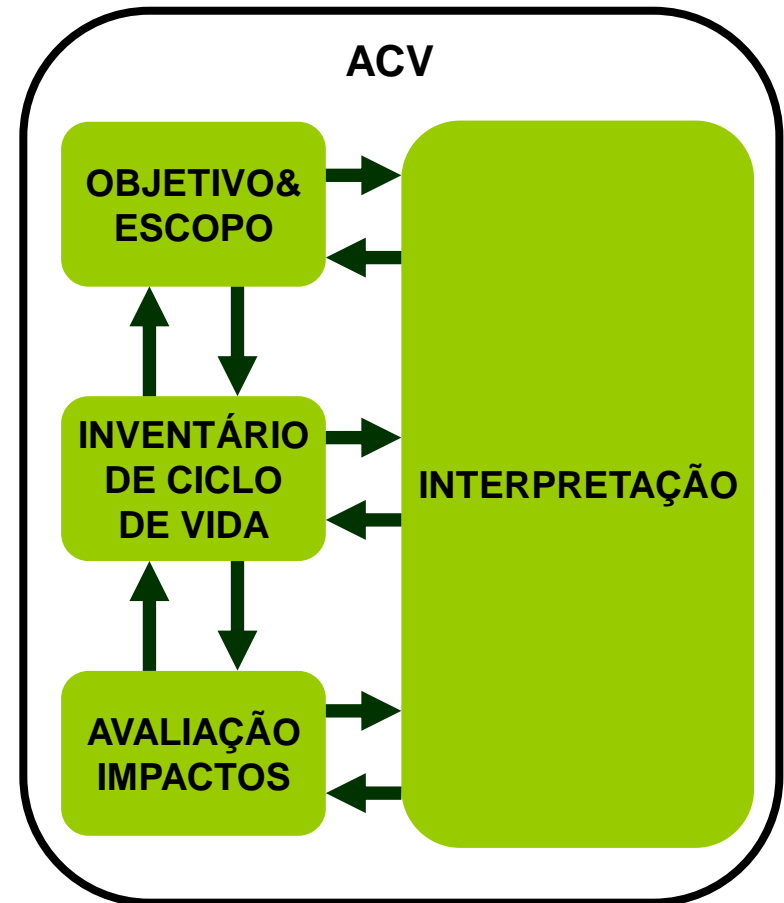 ACV
OBJETIVO&
ESCOPO
INVENTÁRIO
DE CICLO
DE VIDA
INTERPRETAÇÃO
AVALIAÇÃO
IMPACTOS